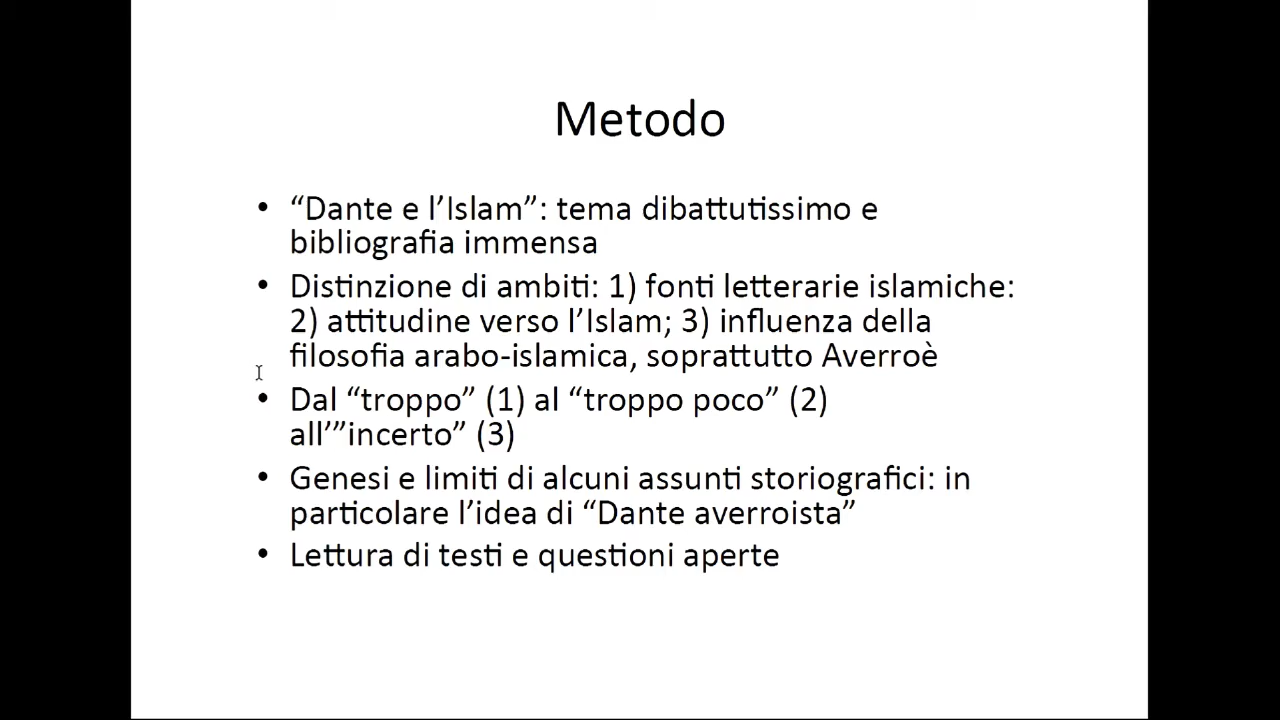 Metodo
• “Dante e l’Islam”: tema dibattutissimo e
bibliografia immensa
• Distinzione di ambiti: 1) fonti letterarie islamiche:
2) attitudine verso l’Islam; 3) influenza della
filosofia arabo-islamica, soprattutto Averroè
• Dal “troppo” (1) al “troppo poco” (2)
all’”incerto” (3)
• Genesi e limiti di alcuni assunti storiografici: in
particolare l’idea di “Dante averroista”
• Lettura di testi e questioni aperte